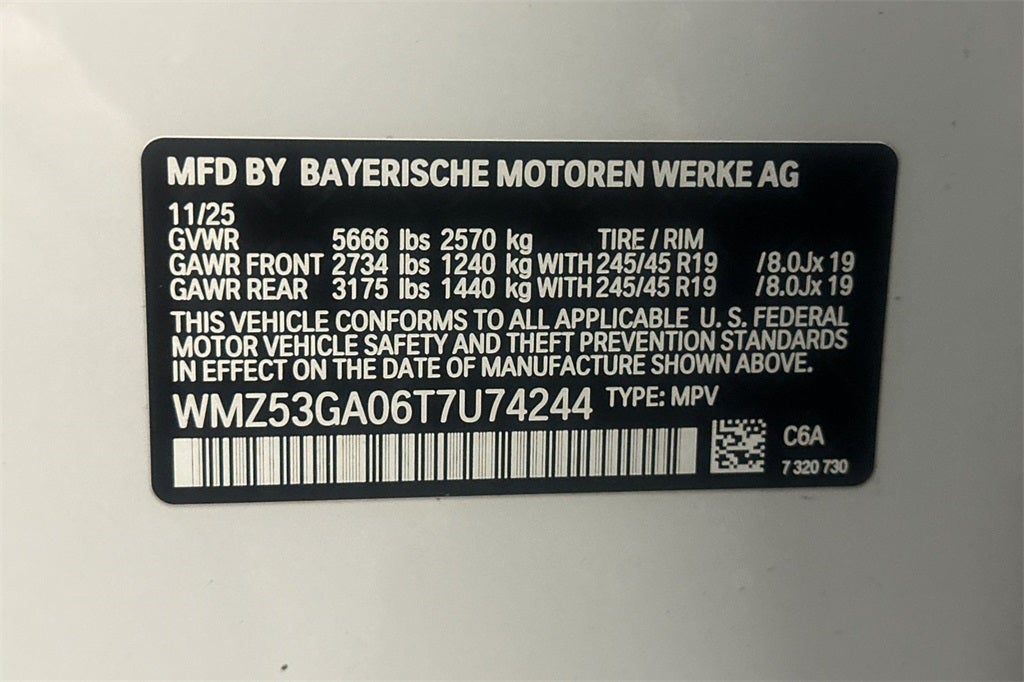 MFD BY BAYERISCHE MOTOREN WERKE AG
11/25
GVWR 5666 lbs 2570 kg TIRE / RIM
GAWR FRONT 2734 lbs 1240 kg WITH 245/45 R19 /8.0Jx 19
GAWR REAR 3175 lbs 1440 kg WITH 245/45 R19 /8.0Jx 19
THIS VEHICLE CONFORMS TO ALL APPLICABLE U. S. FEDERAL
MOTOR VEHICLE SAFETY AND THEFT PREVENTION STANDARDS
IN EFFECT ON THE DATE OF MANUFACTURE SHOWN ABOVE.
WMZ53GA06T7U74244 TYPE: MPV
C6A
7 320 730